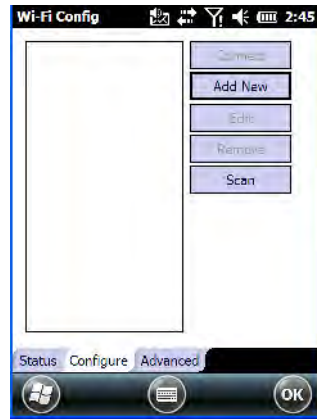 Wi-Fi Config 2:45
Connect
Add New
Edit
Remove
Scan
Status Configure Advanced
OK